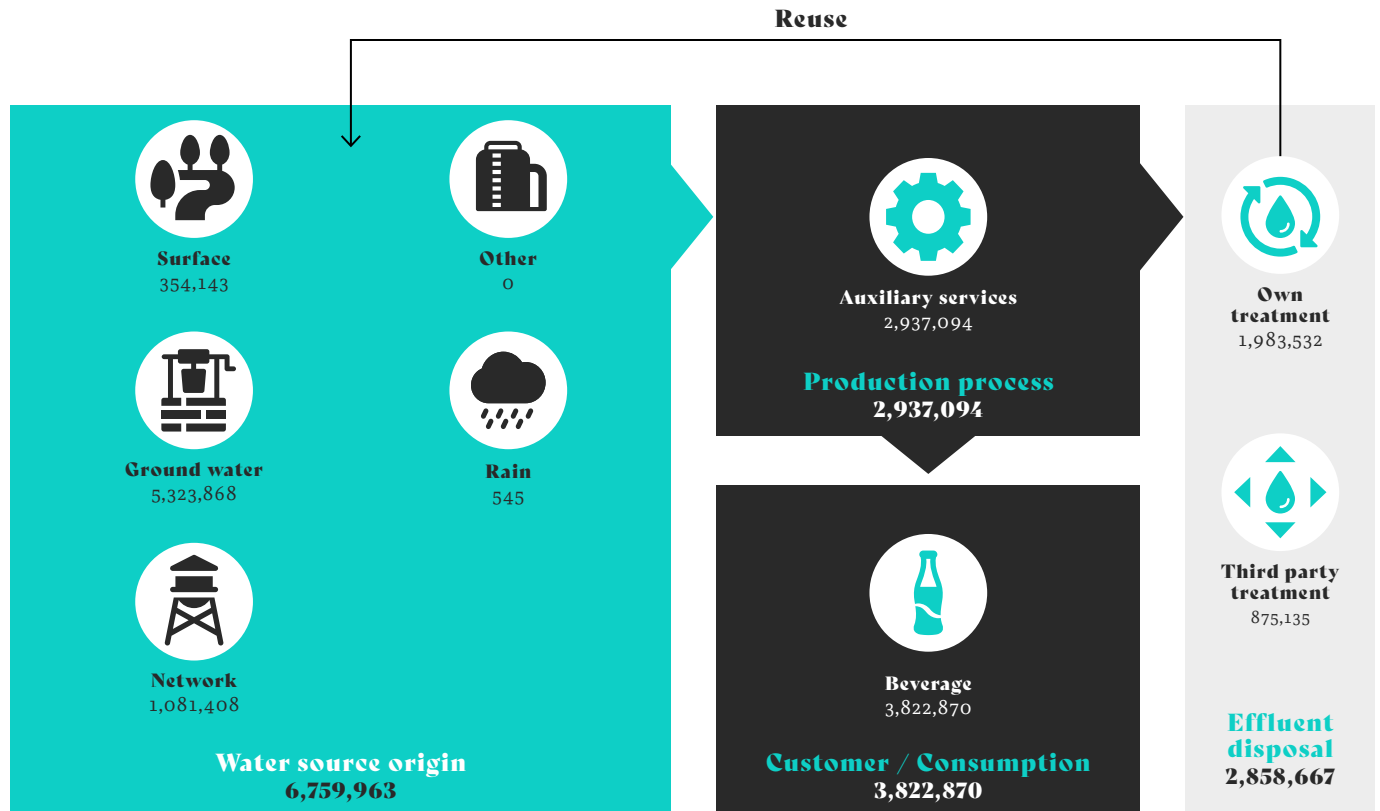 Reuse
Surface
354,143
Other
0
Ground water
5,323,868
Rain
545
Network
1,081,408
Water source origin
6,759,963
Auxiliary services
2,937,094
Production process
2,937,094
Beverage
3,822,870
Customer / Consumption
3,822,870
Own
treatment
1,983,532
Third party
treatment
875,135
Effluent
disposal
2,858,667